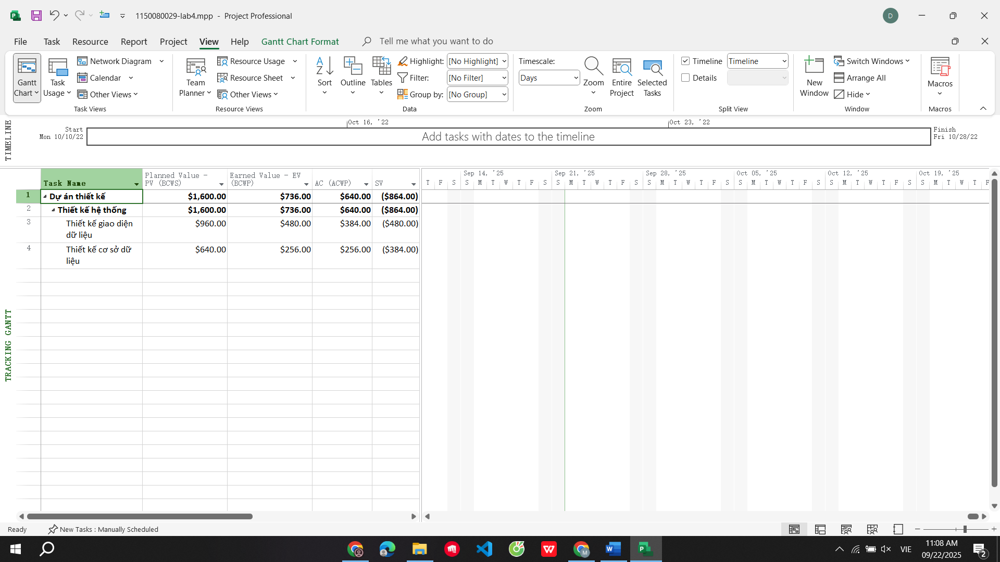 1150080029-lab4.mpp - Project Professional
D
File Task Resource Report Project View Help Gantt Chart Format Tell me what you want to do
Gantt Chart
Task Usage
Network Diagram
Calendar
Other Views
Task Views
Team Planner
Resource Usage
Resource Sheet
Other Views
Resource Views
Sort
Outline
Tables
Highlight: [No Highlight]
Filter: [No Filter]
Group by: [No Group]
Data
Timescale:
Days
Zoom
Entire Project
Selected Tasks
Zoom
Timeline Timeline
Details
Split View
New Window
Switch Windows
Arrange All
Hide
Window
Macros
Macros
TIMELINE
Start
Mon 10/10/22
Oct 16, '22
Oct 23, '22
Add tasks with dates to the timeline
Finish
Fri 10/28/22
TRACKING GANTT
Task Name
Planned Value - PV (BCWS)
Earned Value - EV (BCWP)
AC (ACWP)
SV
Sep 14, '25 Sep 21, '25 Sep 28, '25 Oct 05, '25 Oct 12, '25 Oct 19, '25
T F S S M T W T F S S M T W T F S S M T W T F S S M T W T F S S M T W T F S S M T W T F
1 Dự án thiết kế $1,600.00 $736.00 $640.00 ($864.00)
2 Thiết kế hệ thống $1,600.00 $736.00 $640.00 ($864.00)
3 Thiết kế giao diện dữ liệu $960.00 $480.00 $384.00 ($480.00)
4 Thiết kế cơ sở dữ liệu $640.00 $256.00 $256.00 ($384.00)
Ready New Tasks : Manually Scheduled
VIE
11:08 AM
09/22/2025
2